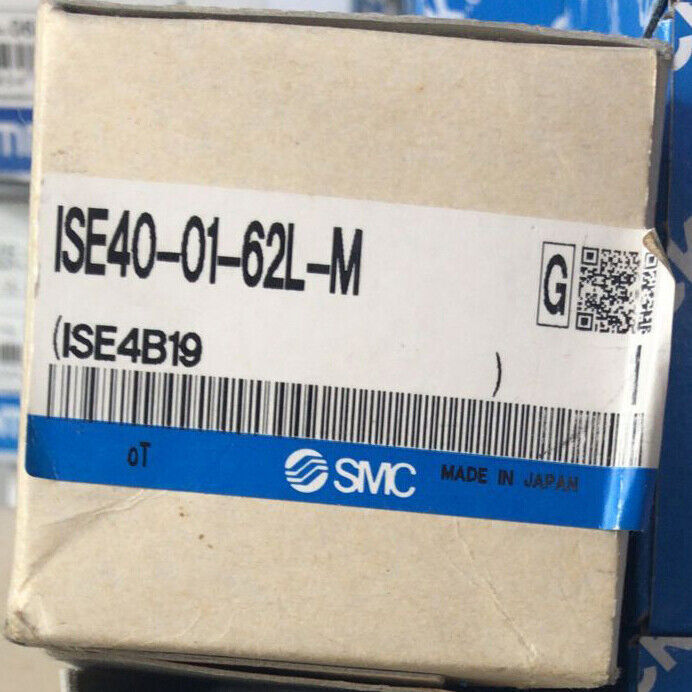 ISE40-01-62L-M
G
(ISE4B19 )
oT
SMC
MADE IN JAPAN